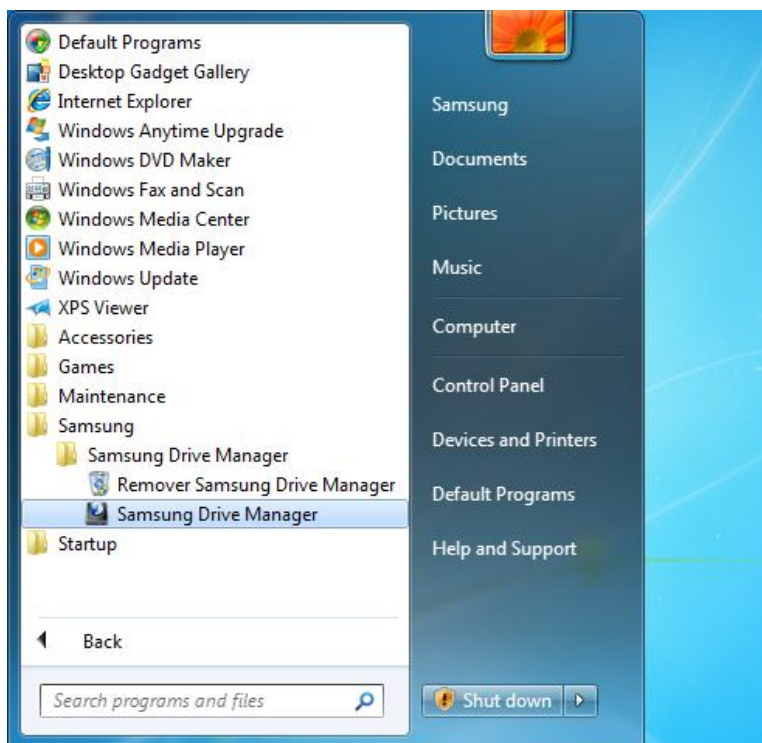 Default Programs
Desktop Gadget Gallery
Internet Explorer
Windows Anytime Upgrade
Windows DVD Maker
Windows Fax and Scan
Windows Media Center
Windows Media Player
Windows Update
XPS Viewer
Accessories
Games
Maintenance
Samsung
Samsung Drive Manager
Remover Samsung Drive Manager
Samsung Drive Manager
Startup
Back
Search programs and files
Samsung
Documents
Pictures
Music
Computer
Control Panel
Devices and Printers
Default Programs
Help and Support
Shut down